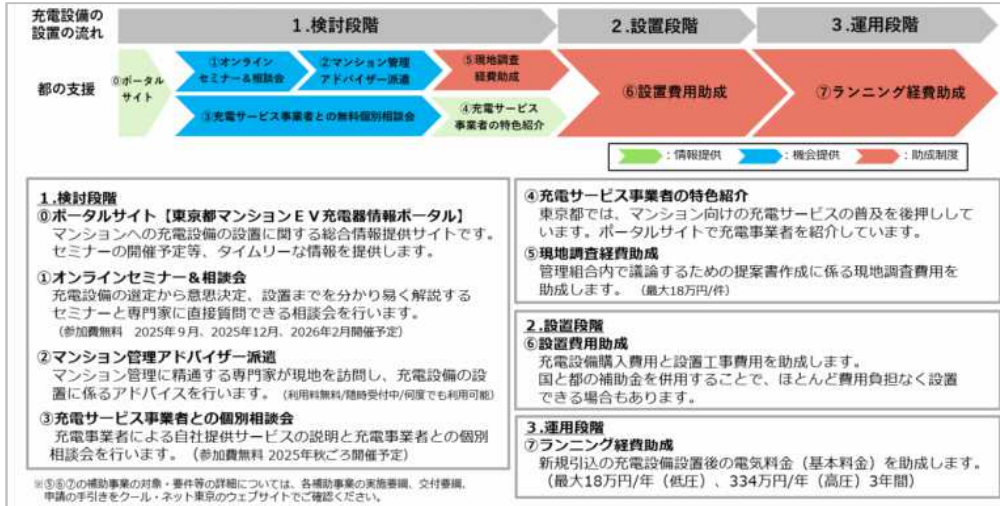 充電設備の
設置の流れ
1.検討段階
2.設置段階
3.運用段階
都の支援
⓪ポータル
サイト
①オンライン
セミナー＆相談会
②マンション管理
アドバイザー派遣
⑤現地調査
経費助成
③充電サービス事業者との無料個別相談会
④充電サービス
事業者の特色紹介
⑥設置費用助成
⑦ランニング経費助成
：情報提供
：機会提供
：助成制度
1.検討段階
⓪ポータルサイト【東京都マンションＥＶ充電器情報ポータル】
マンションへの充電設備の設置に関する総合情報提供サイトです。
セミナーの開催予定等、タイムリーな情報を提供します。
①オンラインセミナー＆相談会
充電設備の選定から意思決定、設置までを分かり易く解説する
セミナーと専門家に直接質問できる相談会を行います。
（参加費無料　2025年９月、2025年12月、2026年2月開催予定）
②マンション管理アドバイザー派遣
マンション管理に精通する専門家が現地を訪問し、充電設備の設
置に係るアドバイスを行います。（利用料無料/随時受付中/何度でも利用可能）
③充電サービス事業者との個別相談会
充電事業者による自社提供サービスの説明と充電事業者との個別
相談会を行います。（参加費無料 2025年秋ごろ開催予定）
④充電サービス事業者の特色紹介
東京都では、マンション向けの充電サービスの普及を後押しして
います。ポータルサイトで充電事業者を紹介しています。
⑤現地調査経費助成
管理組合内で議論するための提案書作成に係る現地調査費用を
助成します。（最大18万円/件）
2.設置段階
⑥設置費用助成
充電設備購入費用と設置工事費用を助成します。
国と都の補助金を併用することで、ほとんど費用負担なく設置
できる場合もあります。
3.運用段階
⑦ランニング経費助成
新規引込の充電設備設置後の電気料金（基本料金）を助成します。
（最大18万円/年（低圧）、334万円/年（高圧）3年間）
※⑤⑥⑦の補助事業の対象・要件等の詳細については、各補助事業の実施要綱、交付要綱、
申請の手引きをクール・ネット東京のウェブサイトでご確認ください。